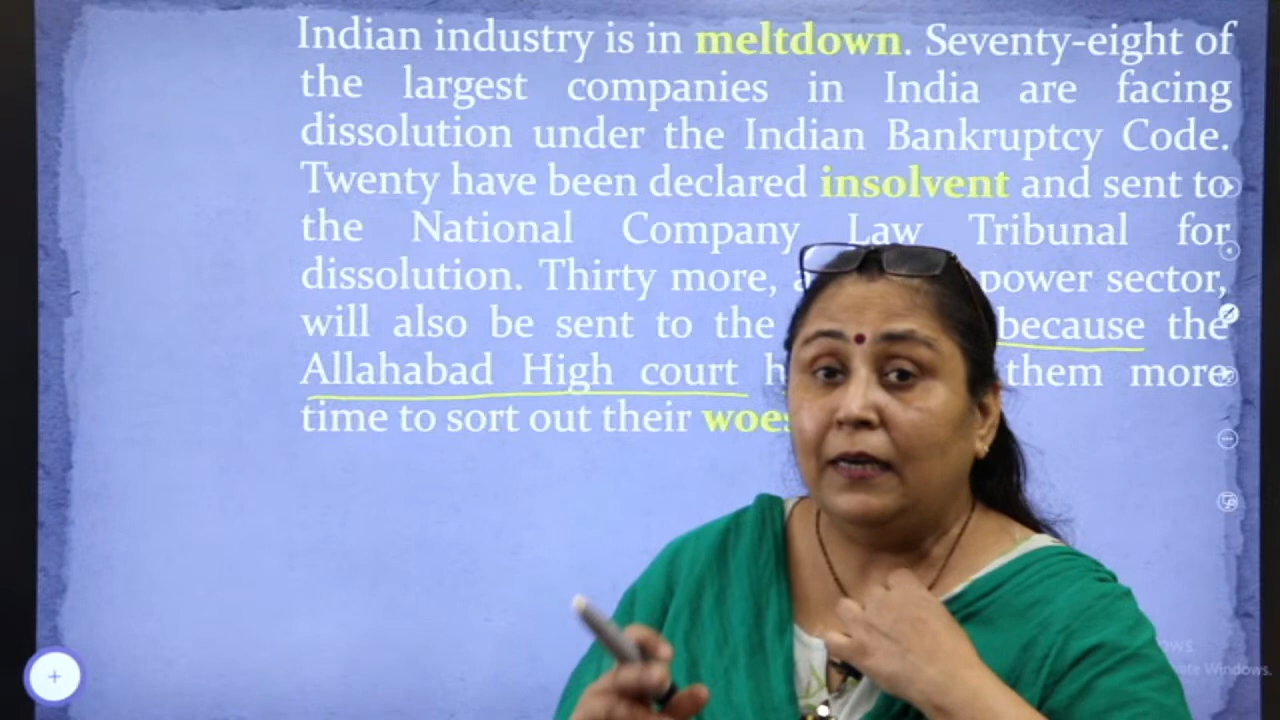 Indian industry is in meltdown. Seventy-eight of
the largest companies in India are facing
dissolution under the Indian Bankruptcy Code.
Twenty have been declared insolvent and sent to
the National Company Law Tribunal for
dissolution. Thirty more, power sector,
will also be sent to the because the
Allahabad High court them more
time to sort out their